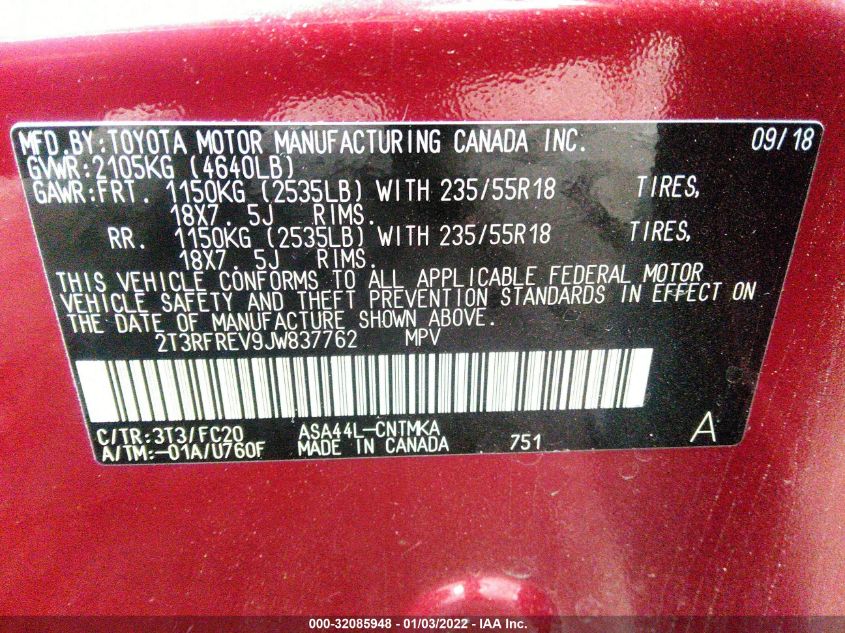 MFD.BY:TOYOTA MOTOR MANUFACTURING CANADA INC. 09/18
GVWR:2105KG (4640LB)
GAWR:FRT. 1150KG (2535LB) WITH 235/55R18 TIRES,
18X7.5J RIMS.
RR. 1150KG (2535LB) WITH 235/55R18 TIRES,
18X7.5J RIMS.
THIS VEHICLE CONFORMS TO ALL APPLICABLE FEDERAL MOTOR
VEHICLE SAFETY AND THEFT PREVENTION STANDARDS IN EFFECT ON
THE DATE OF MANUFACTURE SHOWN ABOVE.
2T3RFREV9JW837762 MPV
C/TR:3T3/FC20 ASA44L-CNTMKA
A/TM:-01A/U760F MADE IN CANADA 751 A
000-32085948 - 01/03/2022 - IAA Inc.